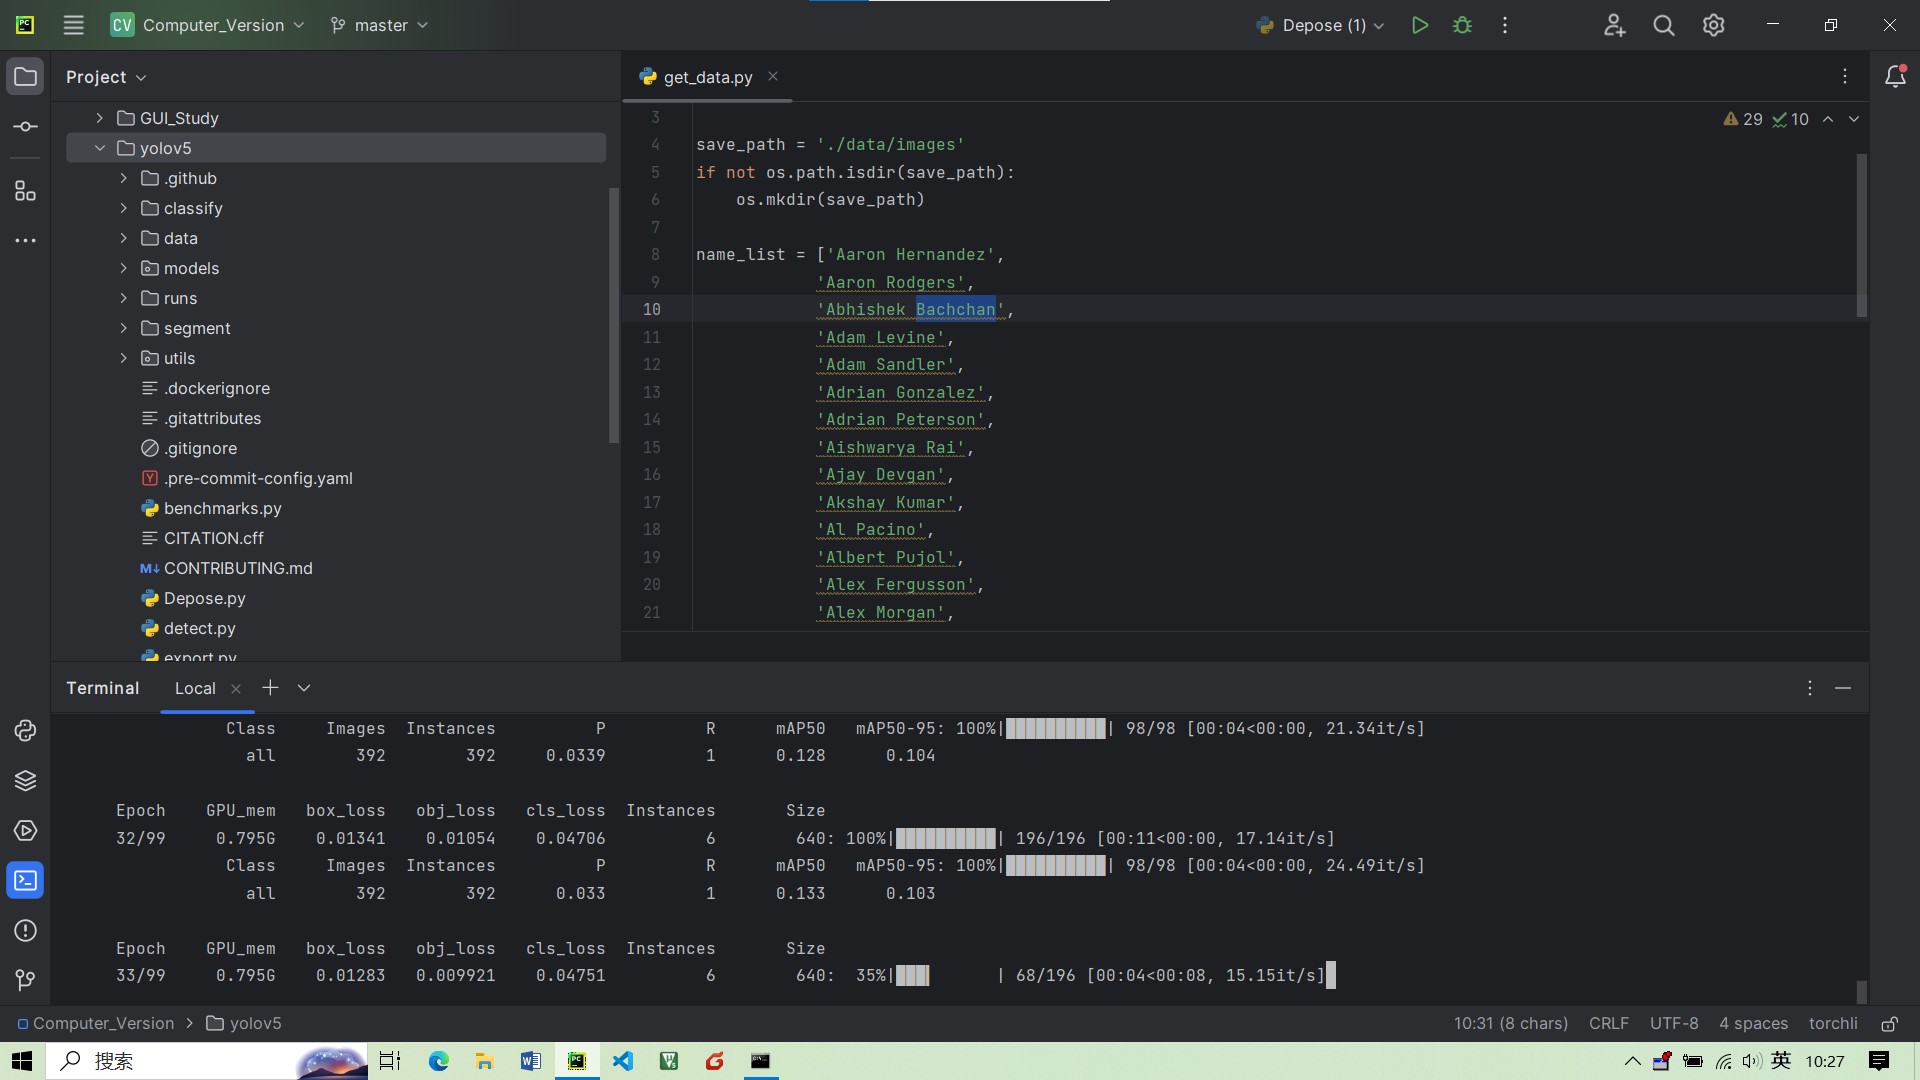 CV Computer_Version master Depose (1)
Project
GUI_Study
yolov5
.github
classify
data
models
runs
segment
utils
.dockerignore
.gitattributes
.gitignore
.pre-commit-config.yaml
benchmarks.py
CITATION.cff
CONTRIBUTING.md
Depose.py
detect.py
export.py
get_data.py
29 10
3
4 save_path = './data/images'
5 if not os.path.isdir(save_path):
6 os.mkdir(save_path)
7
8 name_list = ['Aaron Hernandez',
9 'Aaron Rodgers',
10 'Abhishek Bachchan',
11 'Adam Levine',
12 'Adam Sandler',
13 'Adrian Gonzalez',
14 'Adrian Peterson',
15 'Aishwarya Rai',
16 'Ajay Devgan',
17 'Akshay Kumar',
18 'Al Pacino',
19 'Albert Pujol',
20 'Alex Fergusson',
21 'Alex Morgan',
Terminal Local
Class Images Instances P R mAP50 mAP50-95: 100%|██████████| 98/98 [00:04<00:00, 21.34it/s]
all 392 392 0.0339 1 0.128 0.104
Epoch GPU_mem box_loss obj_loss cls_loss Instances Size
32/99 0.795G 0.01341 0.01054 0.04706 6 640: 100%|██████████| 196/196 [00:11<00:00, 17.14it/s]
Class Images Instances P R mAP50 mAP50-95: 100%|██████████| 98/98 [00:04<00:00, 24.49it/s]
all 392 392 0.033 1 0.133 0.103
Epoch GPU_mem box_loss obj_loss cls_loss Instances Size
33/99 0.795G 0.01283 0.009921 0.04751 6 640: 35%|███▍ | 68/196 [00:04<00:08, 15.15it/s]
Computer_Version > yolov5 10:31 (8 chars) CRLF UTF-8 4 spaces torchli
搜索 英 10:27